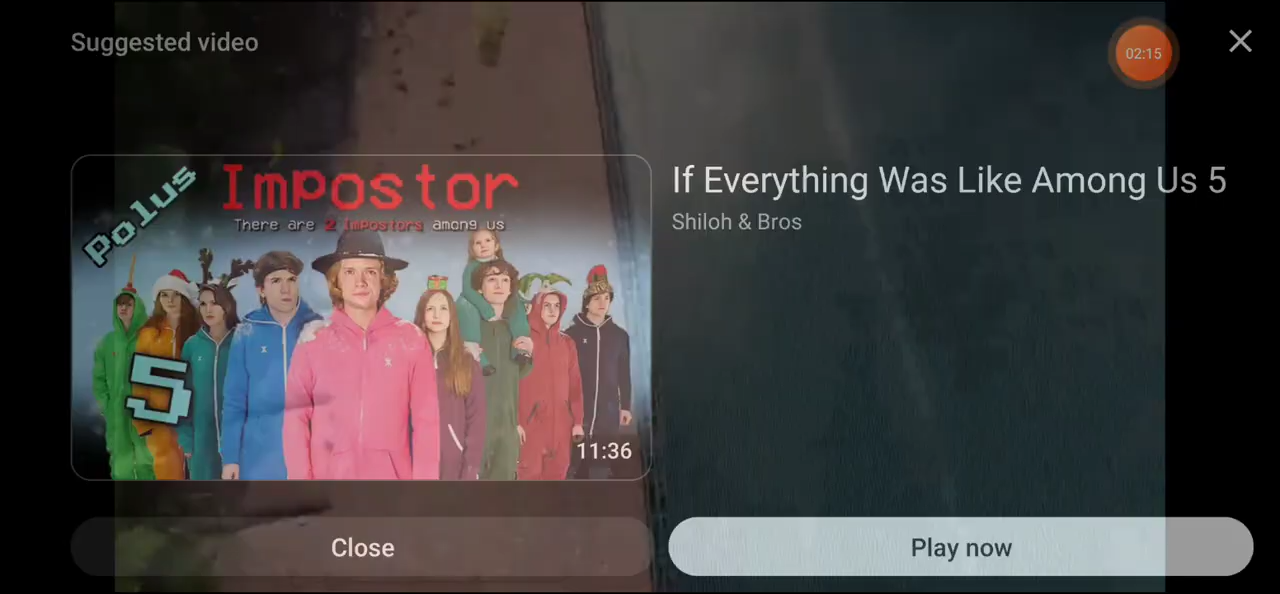 Suggested video
02:15
Polus
Impostor
There are 2 Impostors among us
5
11:36
If Everything Was Like Among Us 5
Shiloh & Bros
Close
Play now